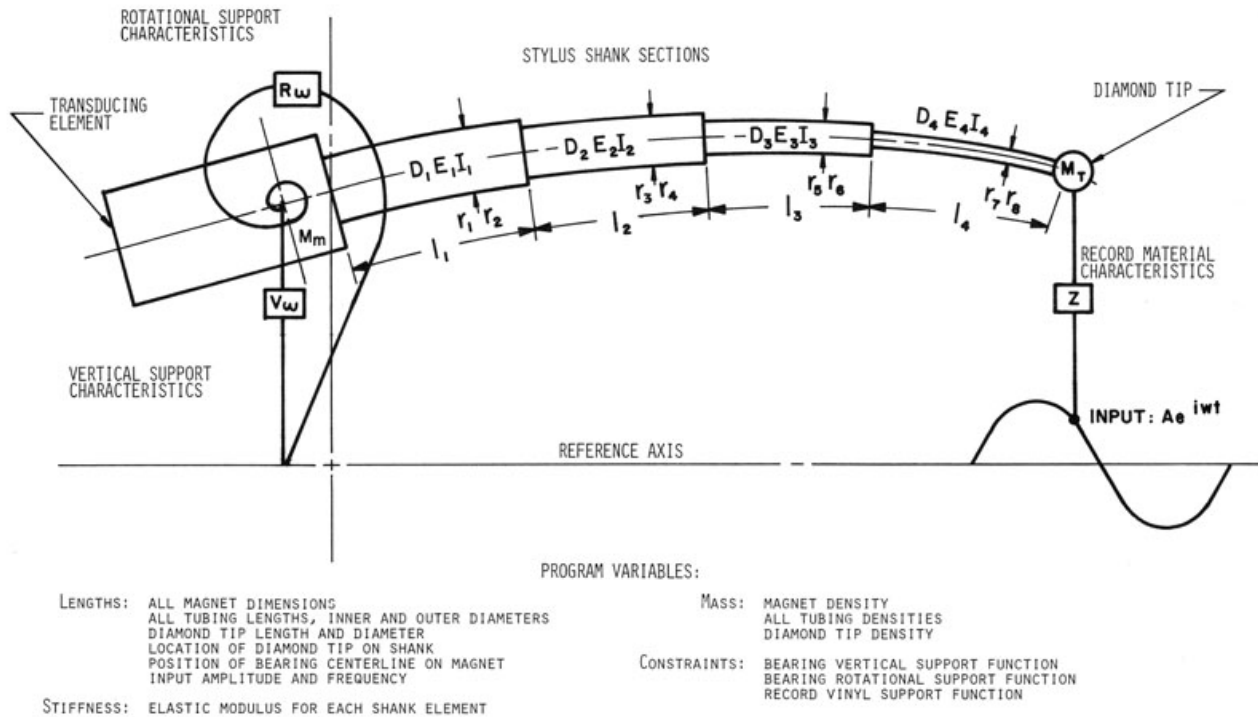 ROTATIONAL SUPPORT
CHARACTERISTICS
STYLUS SHANK SECTIONS
TRANSDUCING
ELEMENT
Rω
DIAMOND TIP
D₁E₁I₁
D₂E₂I₂
D₃E₃I₃
D₄E₄I₄
M_T
r₁ r₂
r₃ r₄
r₅ r₆
r₇ r₈
l₁
l₂
l₃
l₄
Mm
Vω
RECORD MATERIAL
CHARACTERISTICS
Z
VERTICAL SUPPORT
CHARACTERISTICS
INPUT: Ae iwt
REFERENCE AXIS
PROGRAM VARIABLES:
LENGTHS: ALL MAGNET DIMENSIONS
ALL TUBING LENGTHS, INNER AND OUTER DIAMETERS
DIAMOND TIP LENGTH AND DIAMETER
LOCATION OF DIAMOND TIP ON SHANK
POSITION OF BEARING CENTERLINE ON MAGNET
INPUT AMPLITUDE AND FREQUENCY
STIFFNESS: ELASTIC MODULUS FOR EACH SHANK ELEMENT
MASS: MAGNET DENSITY
ALL TUBING DENSITIES
DIAMOND TIP DENSITY
CONSTRAINTS: BEARING VERTICAL SUPPORT FUNCTION
BEARING ROTATIONAL SUPPORT FUNCTION
RECORD VINYL SUPPORT FUNCTION